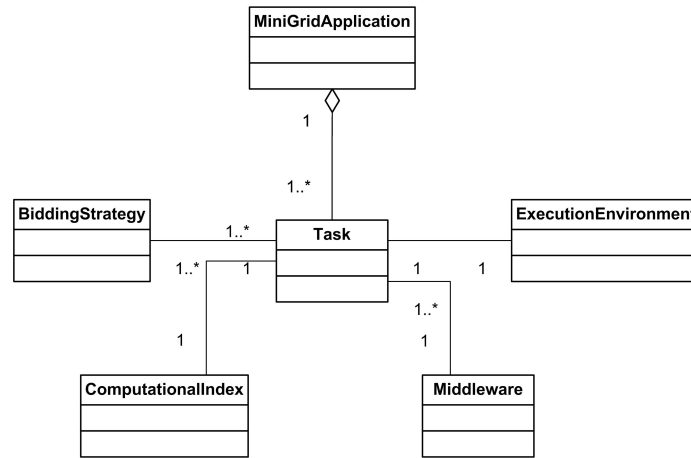 MiniGridApplication
1
1..*
BiddingStrategy
ExecutionEnvironment
1..*
Task
1..*
1
1
1
1..*
1
1
ComputationalIndex
Middleware